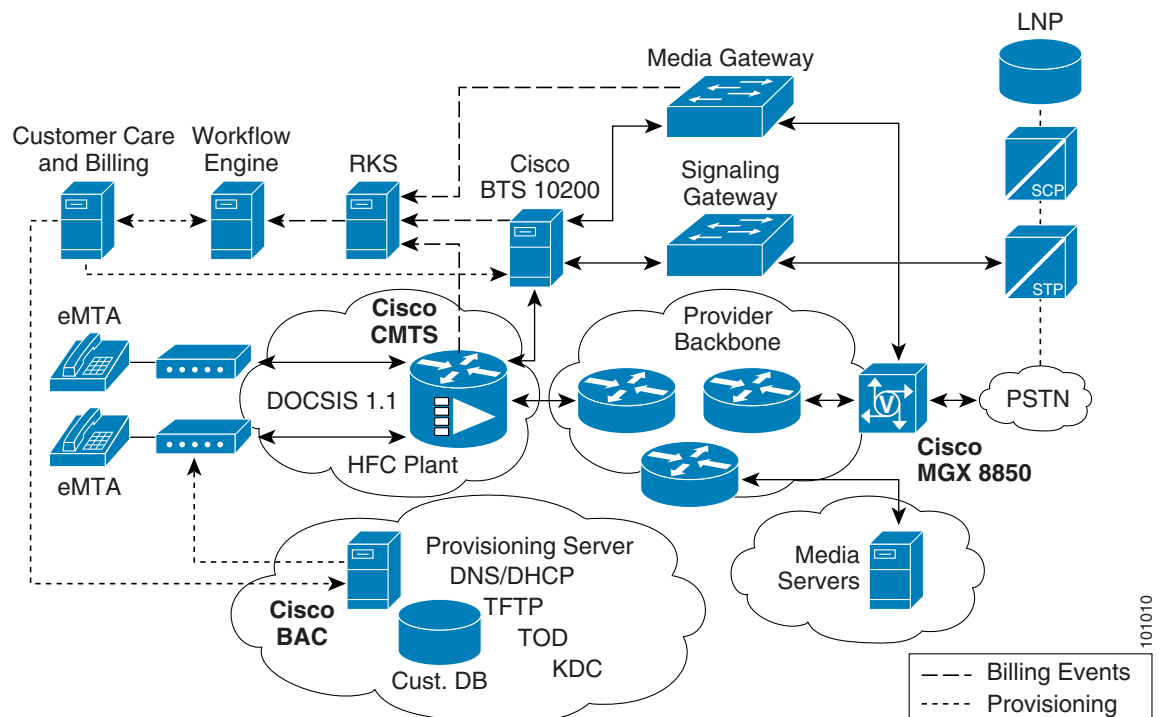 LNP
Media Gateway
Customer Care
and Billing
Workflow
Engine
RKS
Cisco
BTS 10200
Signaling
Gateway
SCP
STP
eMTA
Cisco
CMTS
Provider
Backbone
DOCSIS 1.1
V
PSTN
HFC Plant
eMTA
Cisco
MGX 8850
Provisioning Server
DNS/DHCP
TFTP
TOD
KDC
Cisco
BAC
Cust. DB
Media
Servers
101010
Billing Events
Provisioning